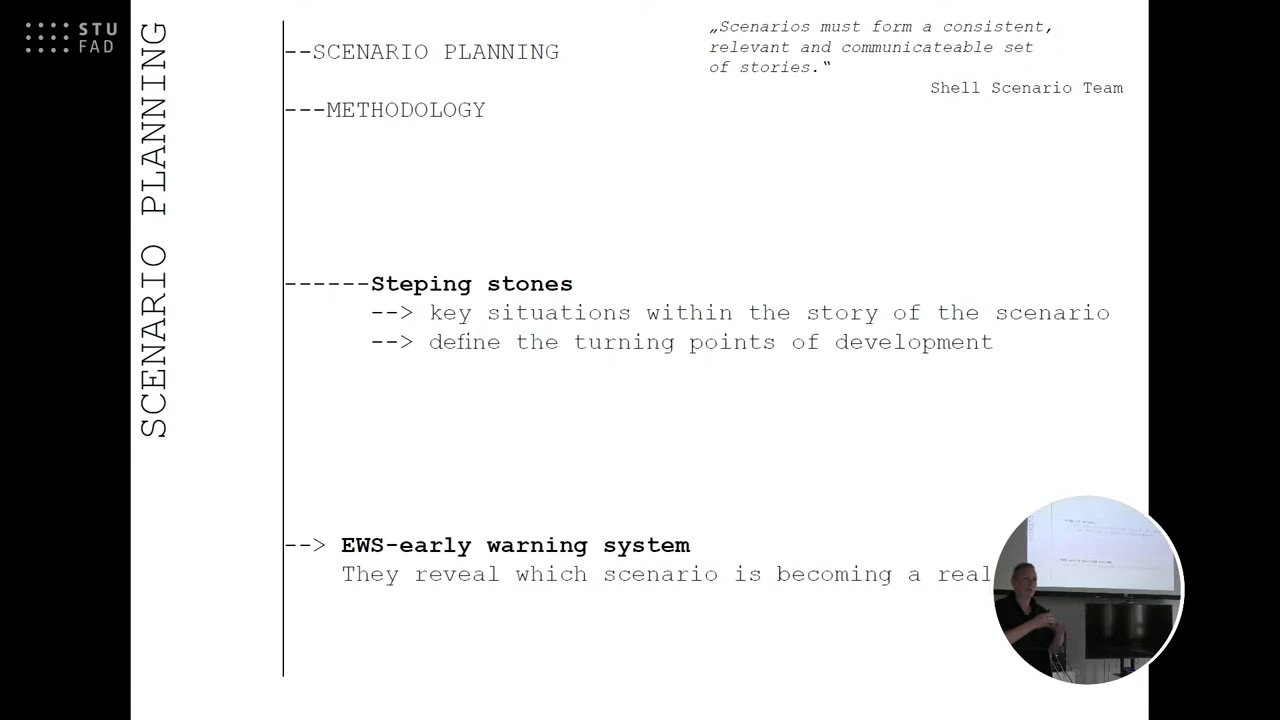 STU
FAD
SCENARIO PLANNING
--SCENARIO PLANNING
---METHODOLOGY
„Scenarios must form a consistent,
relevant and communicateable set
of stories.“
Shell Scenario Team
------Steping stones
--> key situations within the story of the scenario
--> define the turning points of development
--> EWS-early warning system
They reveal which scenario is becoming a real